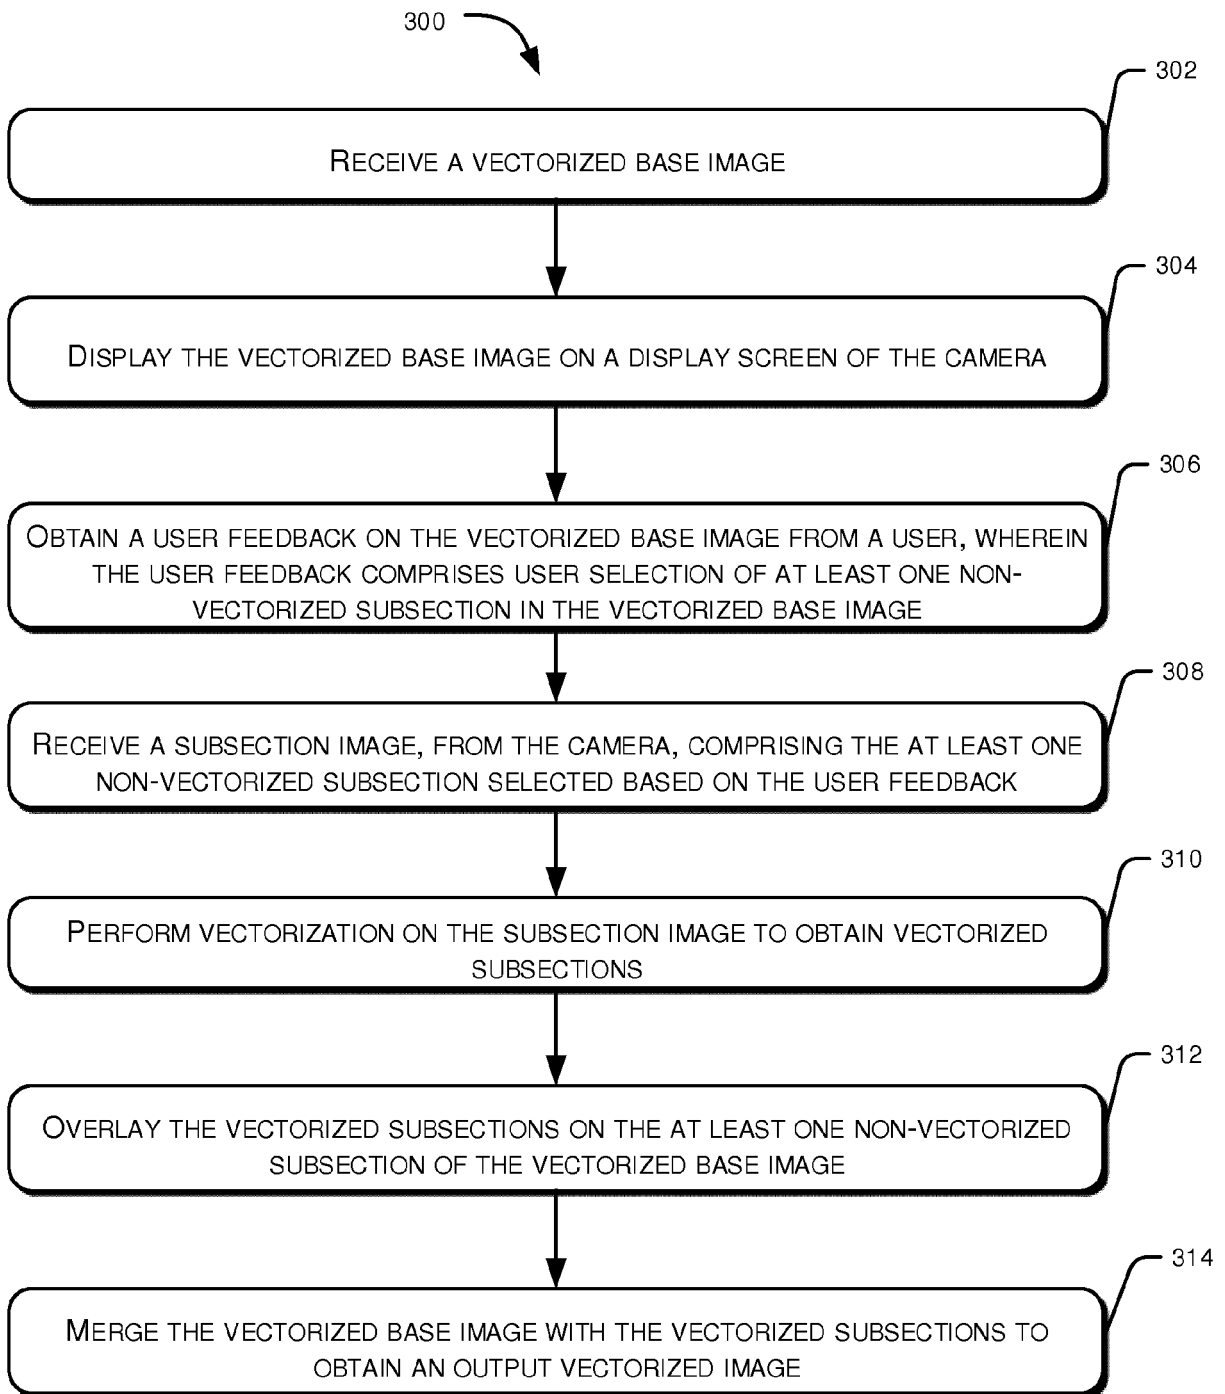 300
302
RECEIVE A VECTORIZED BASE IMAGE
304
DISPLAY THE VECTORIZED BASE IMAGE ON A DISPLAY SCREEN OF THE CAMERA
306
OBTAIN A USER FEEDBACK ON THE VECTORIZED BASE IMAGE FROM A USER, WHEREIN
THE USER FEEDBACK COMPRISES USER SELECTION OF AT LEAST ONE NON-
VECTORIZED SUBSECTION IN THE VECTORIZED BASE IMAGE
308
RECEIVE A SUBSECTION IMAGE, FROM THE CAMERA, COMPRISING THE AT LEAST ONE
NON-VECTORIZED SUBSECTION SELECTED BASED ON THE USER FEEDBACK
310
PERFORM VECTORIZATION ON THE SUBSECTION IMAGE TO OBTAIN VECTORIZED
SUBSECTIONS
312
OVERLAY THE VECTORIZED SUBSECTIONS ON THE AT LEAST ONE NON-VECTORIZED
SUBSECTION OF THE VECTORIZED BASE IMAGE
314
MERGE THE VECTORIZED BASE IMAGE WITH THE VECTORIZED SUBSECTIONS TO
OBTAIN AN OUTPUT VECTORIZED IMAGE